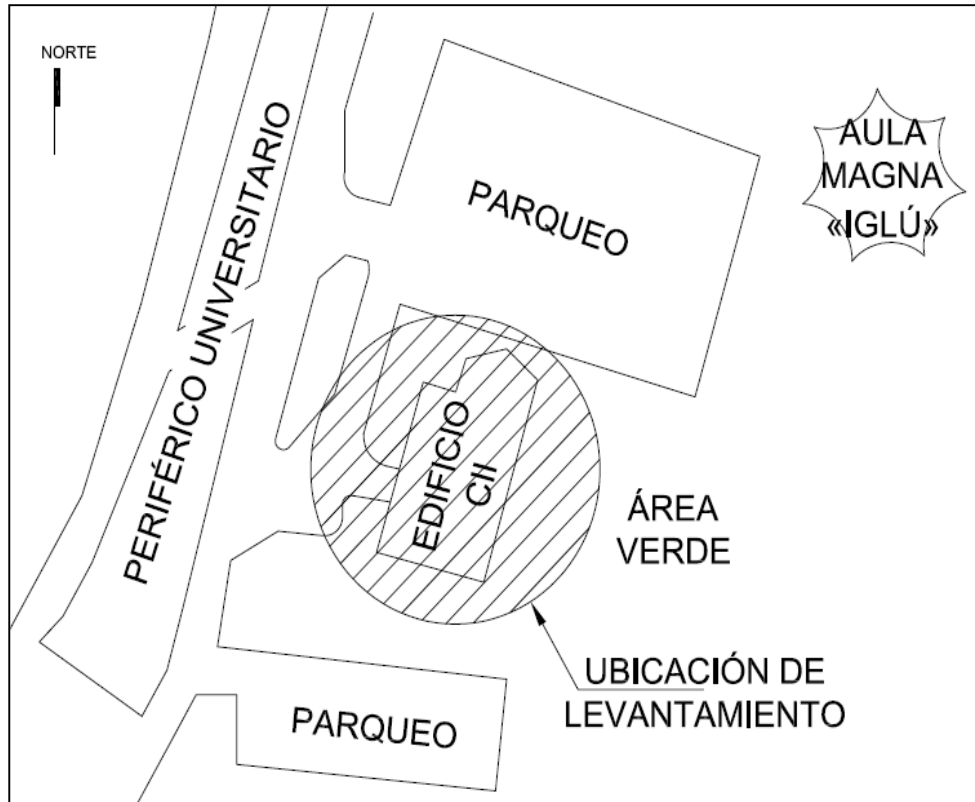 NORTE
AULA
MAGNA
«IGLÚ»
PARQUEO
PERIFÉRICO UNIVERSITARIO
EDIFICIO
CII
ÁREA
VERDE
UBICACIÓN DE
LEVANTAMIENTO
PARQUEO